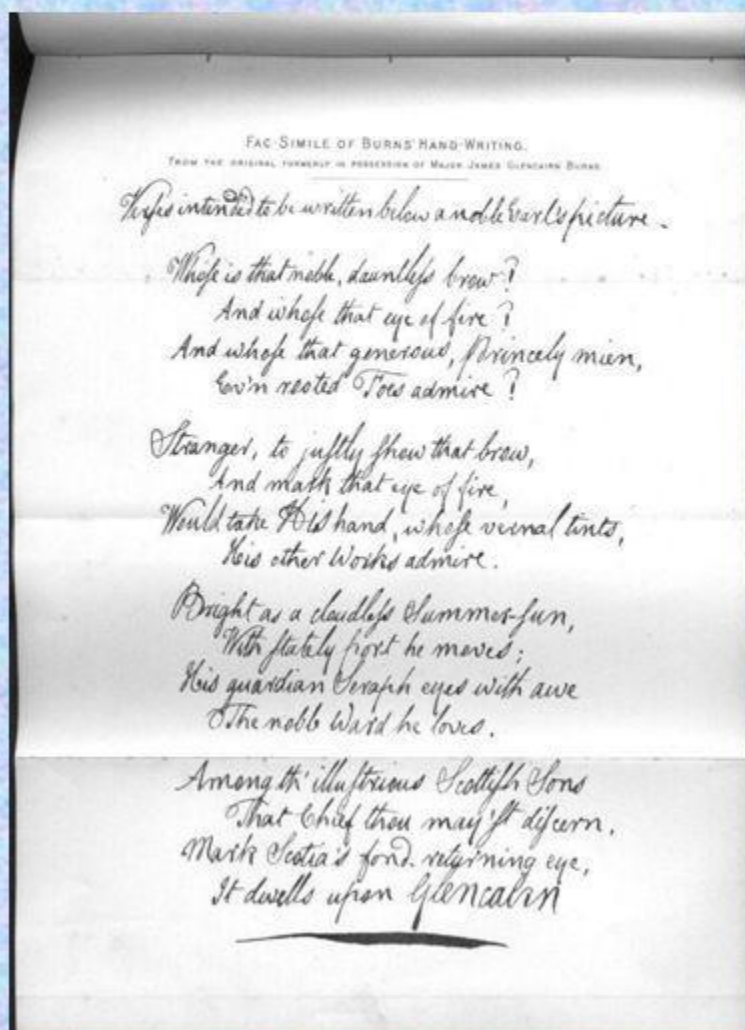 FAC-SIMILE OF BURNS' HAND-WRITING.
FROM THE ORIGINAL FORMERLY IN POSSESSION OF MAJOR JAMES GLENCAIRN BURNS
Verſes intended to be written below a noble Earl's picture.
Whoſe is that noble, dauntleſs brow?
And whoſe that eye of fire?
And whoſe that generous, Princely mien,
Ev'n rooted Foes admire?
Stranger, to juſtly ſhew that brow,
And mark that eye of fire,
Would take His hand, whoſe vernal tints,
His other Works admire.
Bright as a cloudleſs Summer-ſun,
With ſtately port he moves;
His guardian Seraph eyes with awe
The noble Ward he loves.
Among th' illuſtrious Scottiſh Sons
That Chief thou may'ſt diſcern,
Mark Scotia's fond-returning eye,
It dwells upon Glencairn